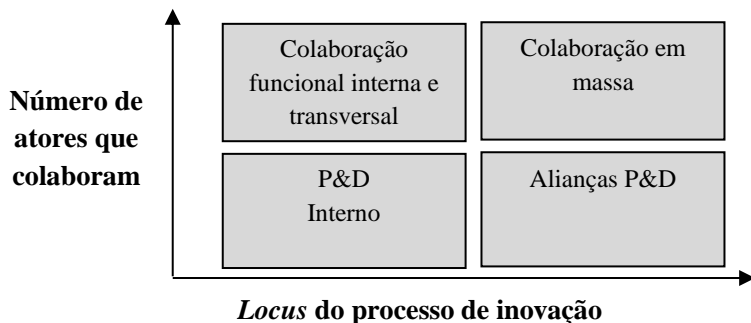 Colaboração
funcional interna e
transversal
Colaboração em
massa
Número de
atores que
colaboram
P&D
Interno
Alianças P&D
Locus do processo de inovação